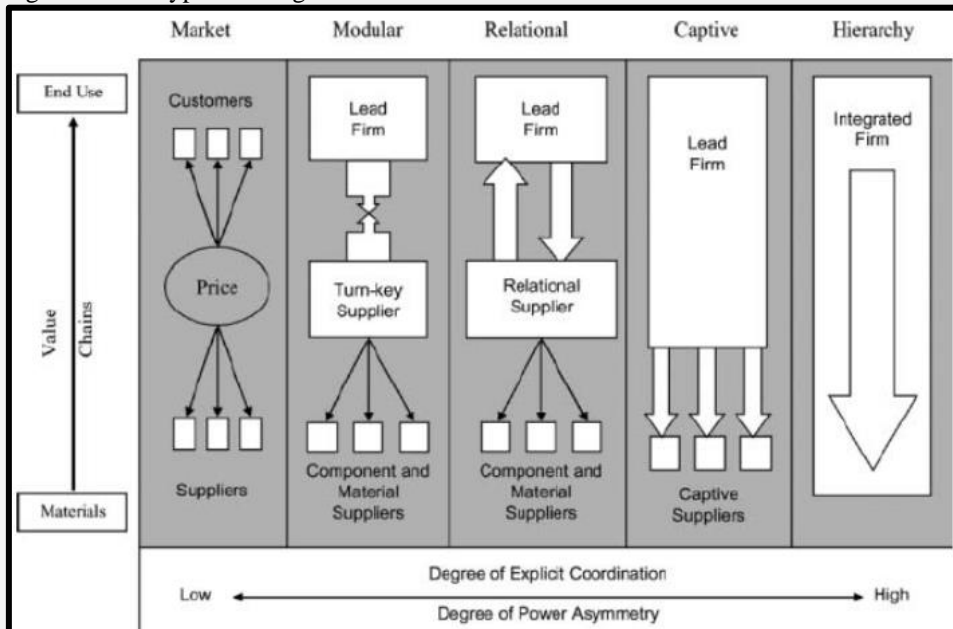 Market
Modular
Relational
Captive
Hierarchy
End Use
Value
Chains
Materials
Customers
Price
Suppliers
Lead
Firm
Turn-key
Supplier
Component and
Material
Suppliers
Lead
Firm
Relational
Supplier
Component and
Material
Suppliers
Lead
Firm
Captive
Suppliers
Integrated
Firm
Degree of Explicit Coordination
Low
High
Degree of Power Asymmetry